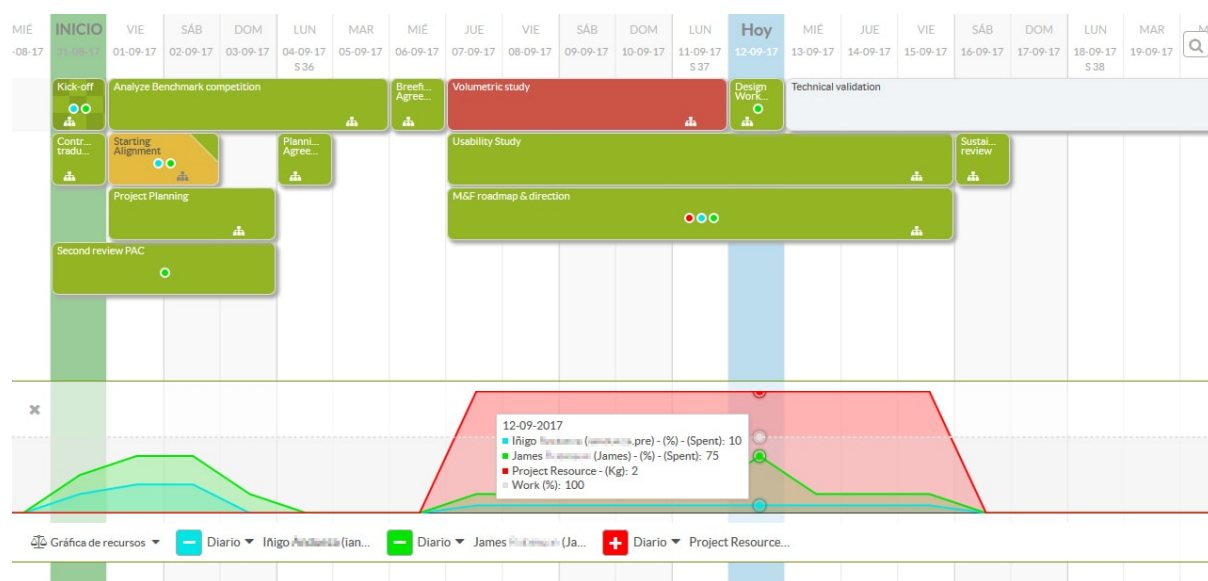 MIÉ INICIO VIE SÁB DOM LUN MAR MIÉ JUE VIE SÁB DOM LUN Hoy MIÉ JUE VIE SÁB DOM LUN MAR M
-08-17 31-08-17 01-09-17 02-09-17 03-09-17 04-09-17 05-09-17 06-09-17 07-09-17 08-09-17 09-09-17 10-09-17 11-09-17 12-09-17 13-09-17 14-09-17 15-09-17 16-09-17 17-09-17 18-09-17 19-09-17
S 36 S 37 S 38
Kick-off Analyze Benchmark competition Breefi... Volumetric study Design Technical validation
Agree... Work...
Contr... Starting Planni... Usability Study Sustai...
tradu... Alignment Agree... review
Project Planning M&F roadmap & direction
Second review PAC
12-09-2017
Iñigo ( .pre) - (%) - (Spent): 10
James (James) - (%) - (Spent): 75
Project Resource - (Kg): 2
Work (%): 100
Gráfica de recursos Diario Iñigo (ian... Diario James (Ja... Diario Project Resource...